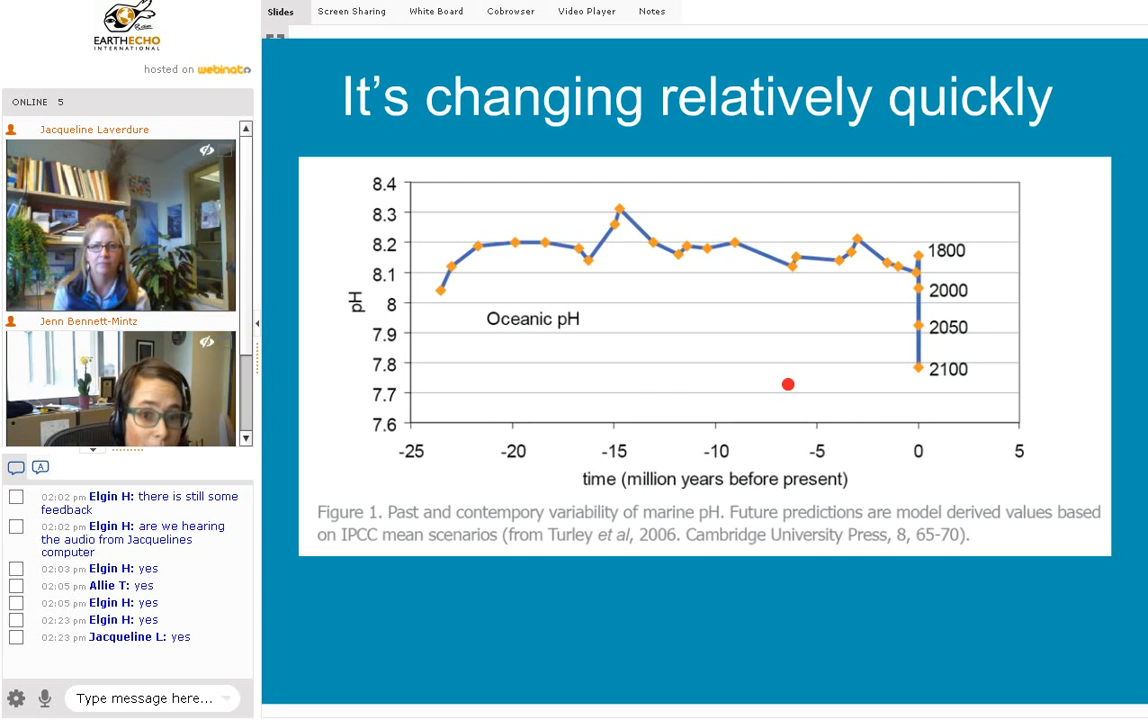 EARTHECHO
INTERNATIONAL
hosted on webinato
ONLINE 5
Jacqueline Laverdure
Jenn Bennett-Mintz
02:02 pm Elgin H: there is still some
feedback
02:02 pm Elgin H: are we hearing
the audio from Jacquelines
computer
02:03 pm Elgin H: yes
02:05 pm Allie T: yes
02:05 pm Elgin H: yes
02:23 pm Elgin H: yes
02:23 pm Jacqueline L: yes
Type message here...
Slides Screen Sharing White Board Cobrowser Video Player Notes
It's changing relatively quickly
8.4
8.3
8.2
8.1
8
7.9
7.8
7.7
7.6
pH
Oceanic pH
1800
2000
2050
2100
-25 -20 -15 -10 -5 0 5
time (million years before present)
Figure 1. Past and contempory variability of marine pH. Future predictions are model derived values based
on IPCC mean scenarios (from Turley et al, 2006. Cambridge University Press, 8, 65-70).